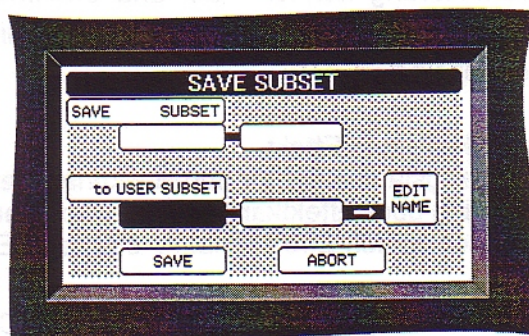 SAVE SUBSET
SAVE SUBSET
to USER SUBSET
EDIT
NAME
SAVE ABORT